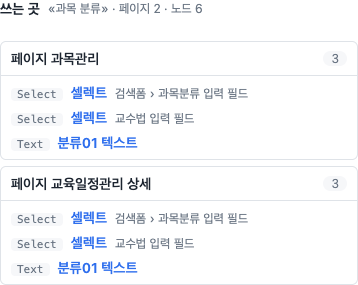 쓰는 곳 «과목 분류» · 페이지 2 · 노드 6
페이지 과목관리 3
Select 셀렉트 검색폼 › 과목분류 입력 필드
Select 셀렉트 교수법 입력 필드
Text 분류01 텍스트
페이지 교육일정관리 상세 3
Select 셀렉트 검색폼 › 과목분류 입력 필드
Select 셀렉트 교수법 입력 필드
Text 분류01 텍스트